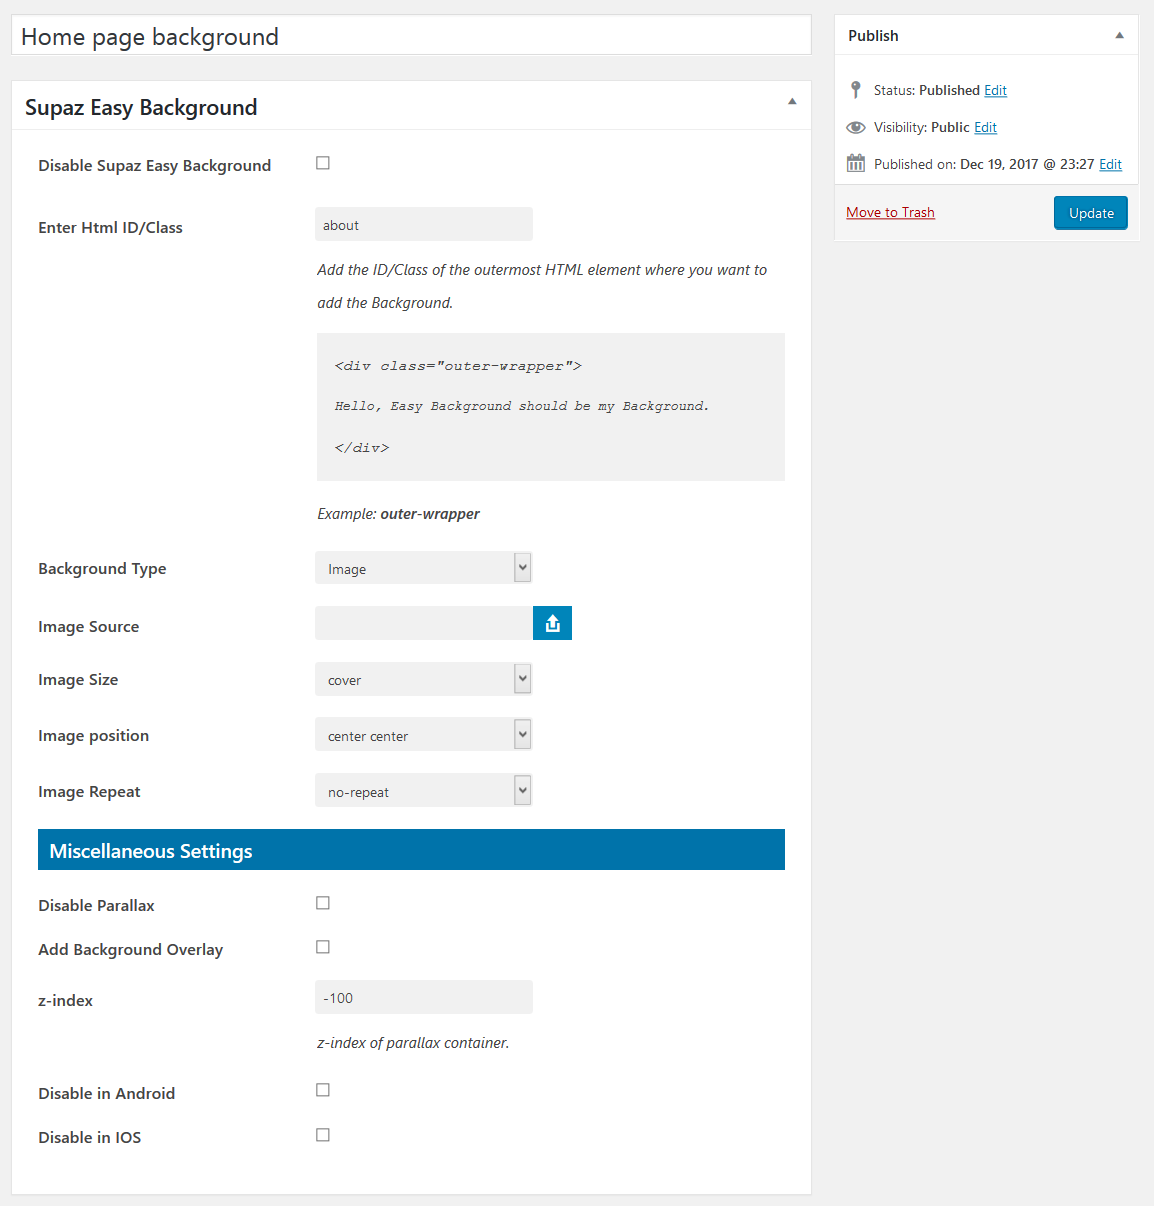 Home page background
Supaz Easy Background
Disable Supaz Easy Background
Enter Html ID/Class
about
Add the ID/Class of the outermost HTML element where you want to
add the Background.
<div class="outer-wrapper">
Hello, Easy Background should be my Background.
</div>
Example: outer-wrapper
Background Type
Image
Image Source
Image Size
cover
Image position
center center
Image Repeat
no-repeat
Miscellaneous Settings
Disable Parallax
Add Background Overlay
z-index
-100
z-index of parallax container.
Disable in Android
Disable in IOS
Publish
Status: Published Edit
Visibility: Public Edit
Published on: Dec 19, 2017 @ 23:27 Edit
Move to Trash
Update